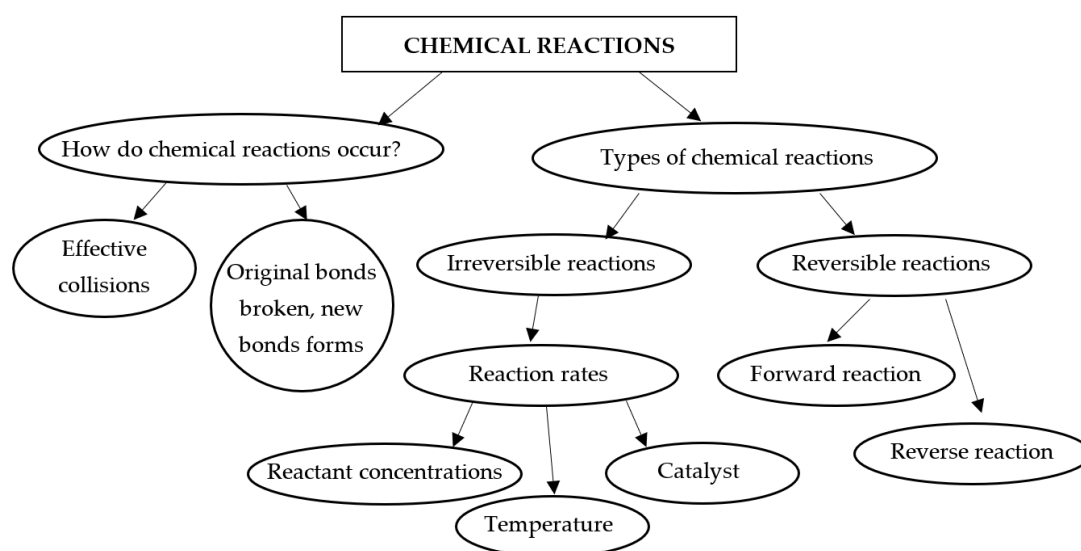 CHEMICAL REACTIONS
How do chemical reactions occur?
Types of chemical reactions
Effective
collisions
Original bonds
broken, new
bonds forms
Irreversible reactions
Reversible reactions
Reaction rates
Forward reaction
Reactant concentrations
Temperature
Catalyst
Reverse reaction